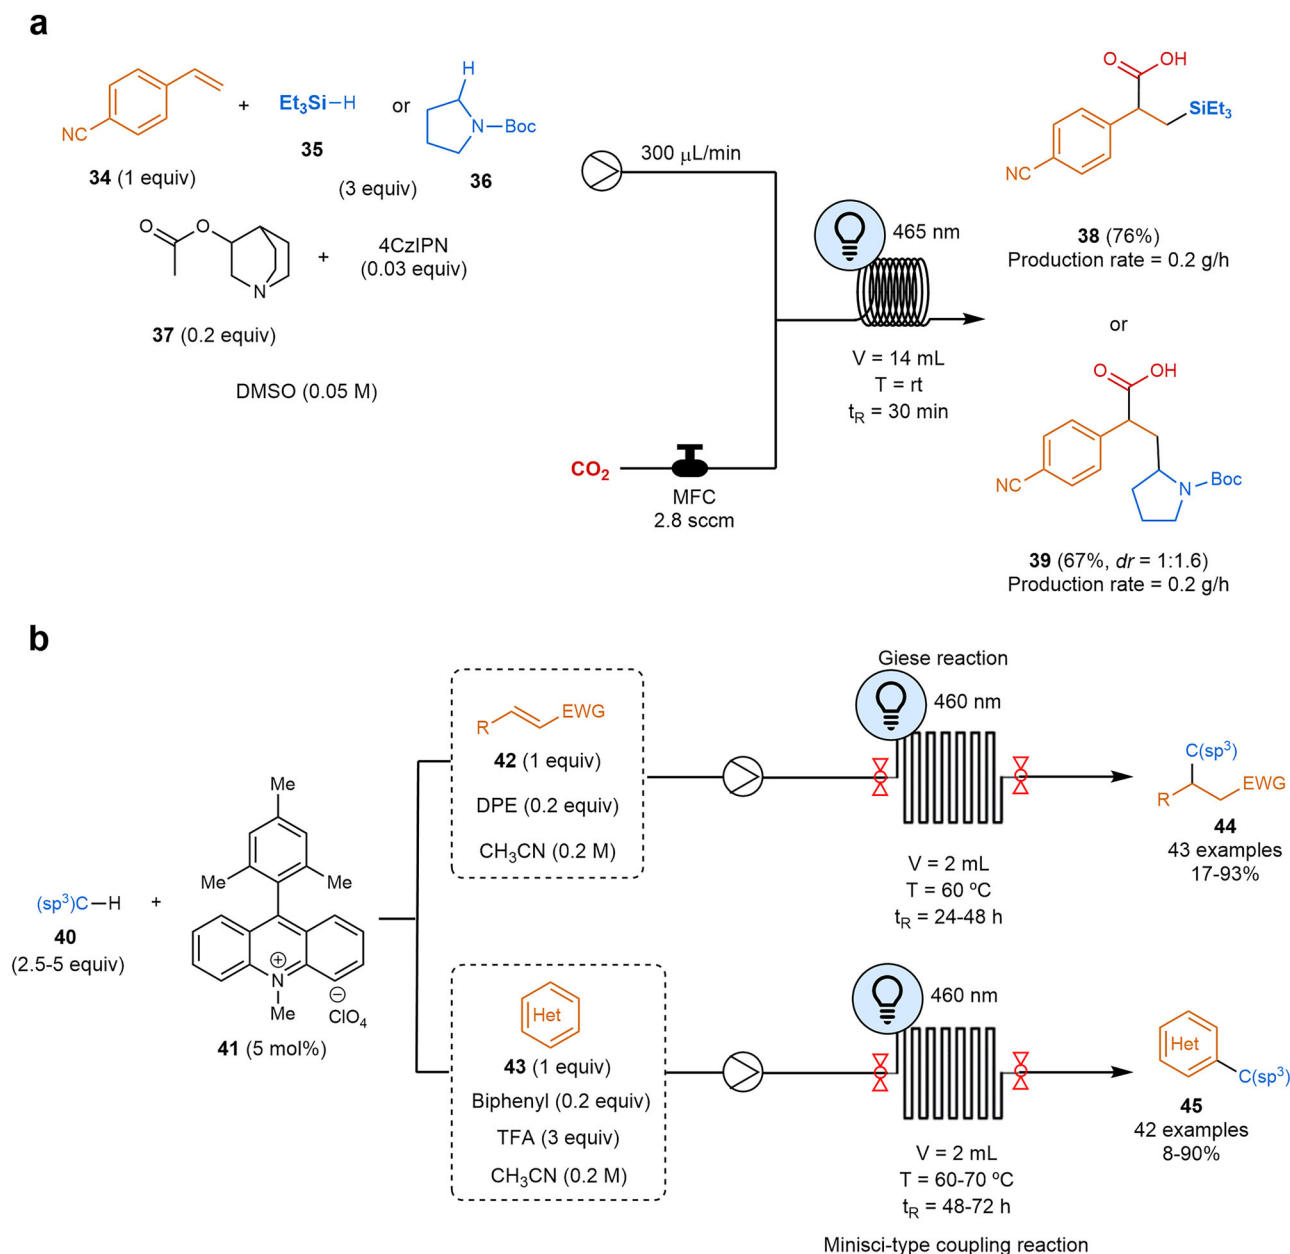 a
NC
34 (1 equiv)
+
Et₃Si–H
35
or
H
N
Boc
36
(3 equiv)
O
O
N
37 (0.2 equiv)
+
4CzIPN
(0.03 equiv)
DMSO (0.05 M)
300 μL/min
CO₂
MFC
2.8 sccm
465 nm
V = 14 mL
T = rt
tR = 30 min
O
OH
SiEt₃
NC
38 (76%)
Production rate = 0.2 g/h
or
O
OH
NC
N
Boc
39 (67%, dr = 1:1.6)
Production rate = 0.2 g/h
b
(sp³)C–H
40
(2.5-5 equiv)
+
Me
Me
Me
N
+
Me
−
ClO₄
41 (5 mol%)
R
EWG
42 (1 equiv)
DPE (0.2 equiv)
CH₃CN (0.2 M)
Giese reaction
460 nm
V = 2 mL
T = 60 ºC
tR = 24-48 h
C(sp³)
R
EWG
44
43 examples
17-93%
Het
43 (1 equiv)
Biphenyl (0.2 equiv)
TFA (3 equiv)
CH₃CN (0.2 M)
460 nm
V = 2 mL
T = 60-70 ºC
tR = 48-72 h
Minisci-type coupling reaction
Het
C(sp³)
45
42 examples
8-90%